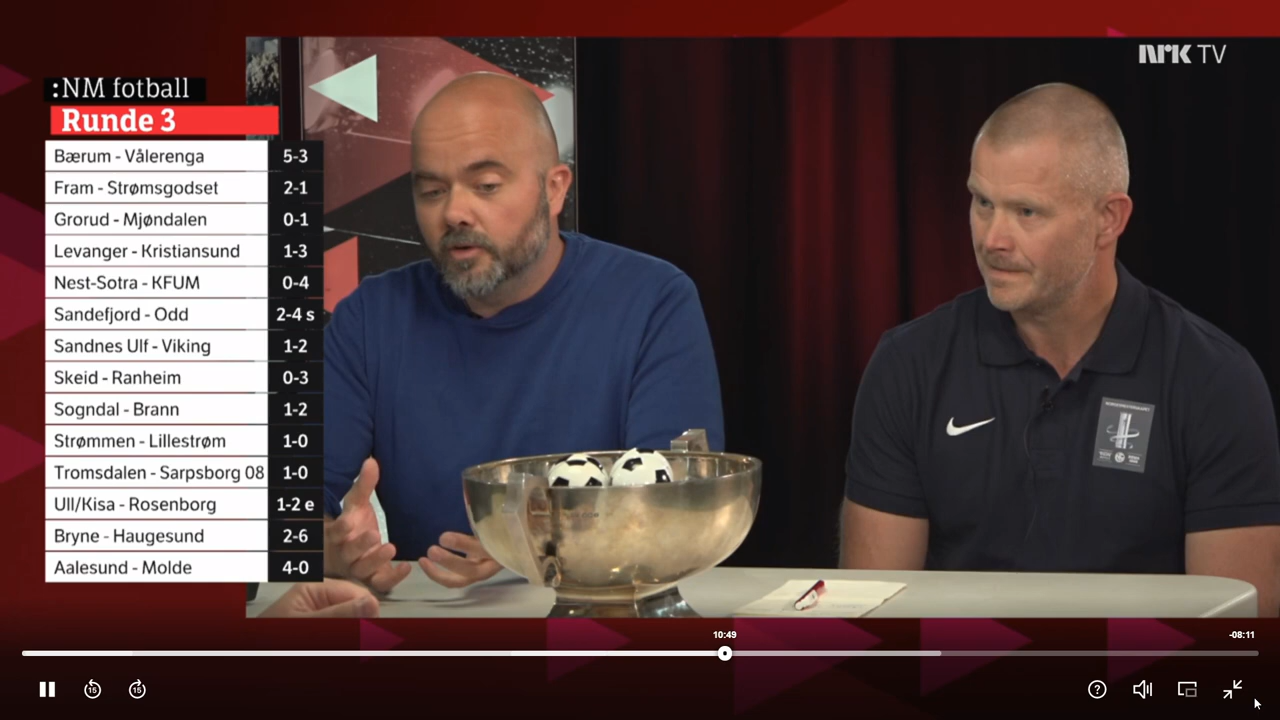 nrk TV
:NM fotball
Runde 3
Bærum - Vålerenga 5-3
Fram - Strømsgodset 2-1
Grorud - Mjøndalen 0-1
Levanger - Kristiansund 1-3
Nest-Sotra - KFUM 0-4
Sandefjord - Odd 2-4 s
Sandnes Ulf - Viking 1-2
Skeid - Ranheim 0-3
Sogndal - Brann 1-2
Strømmen - Lillestrøm 1-0
Tromsdalen - Sarpsborg 08 1-0
Ull/Kisa - Rosenborg 1-2 e
Bryne - Haugesund 2-6
Aalesund - Molde 4-0
10:49
-08:11
15
15
?